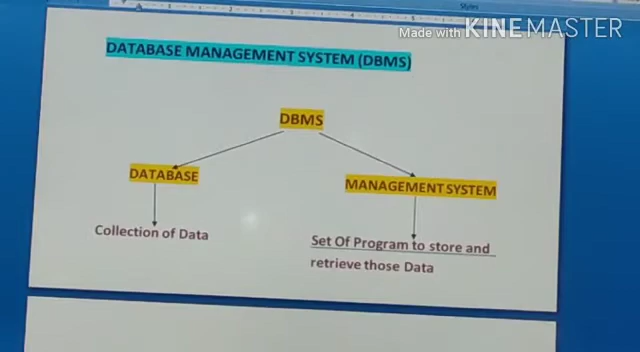 Styles
Made with KINEMASTER
DATABASE MANAGEMENT SYSTEM (DBMS)
DBMS
DATABASE
MANAGEMENT SYSTEM
Collection of Data
Set Of Program to store and
retrieve those Data